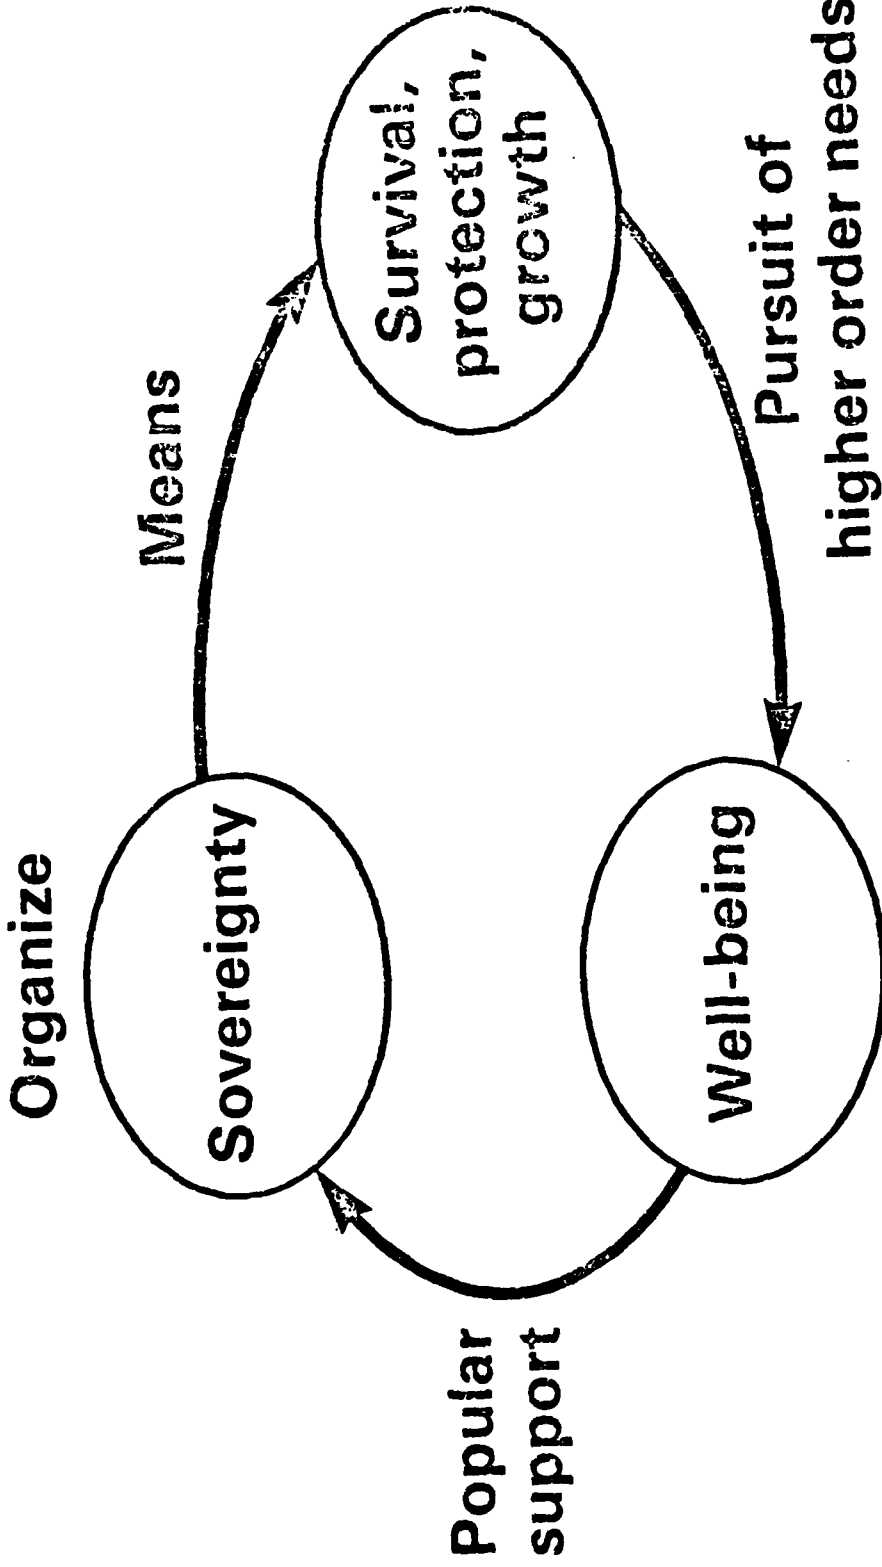 Organize
Sovereignty
Means
Survival,
protection,
growth
Pursuit of
higher order needs
Well-being
Popular
support